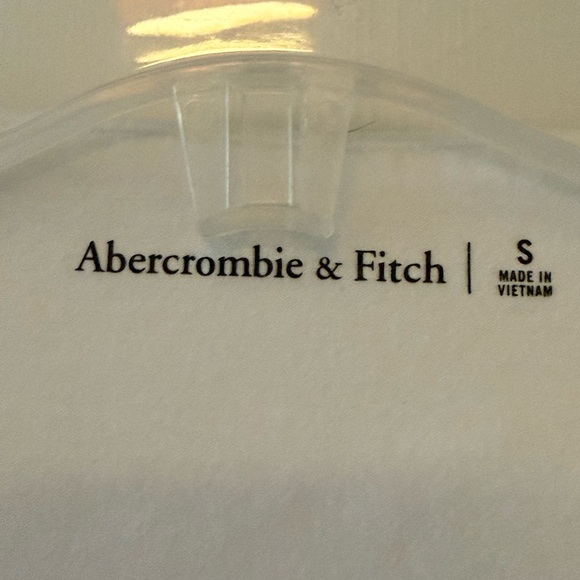 Abercrombie & Fitch | S
MADE IN
VIETNAM